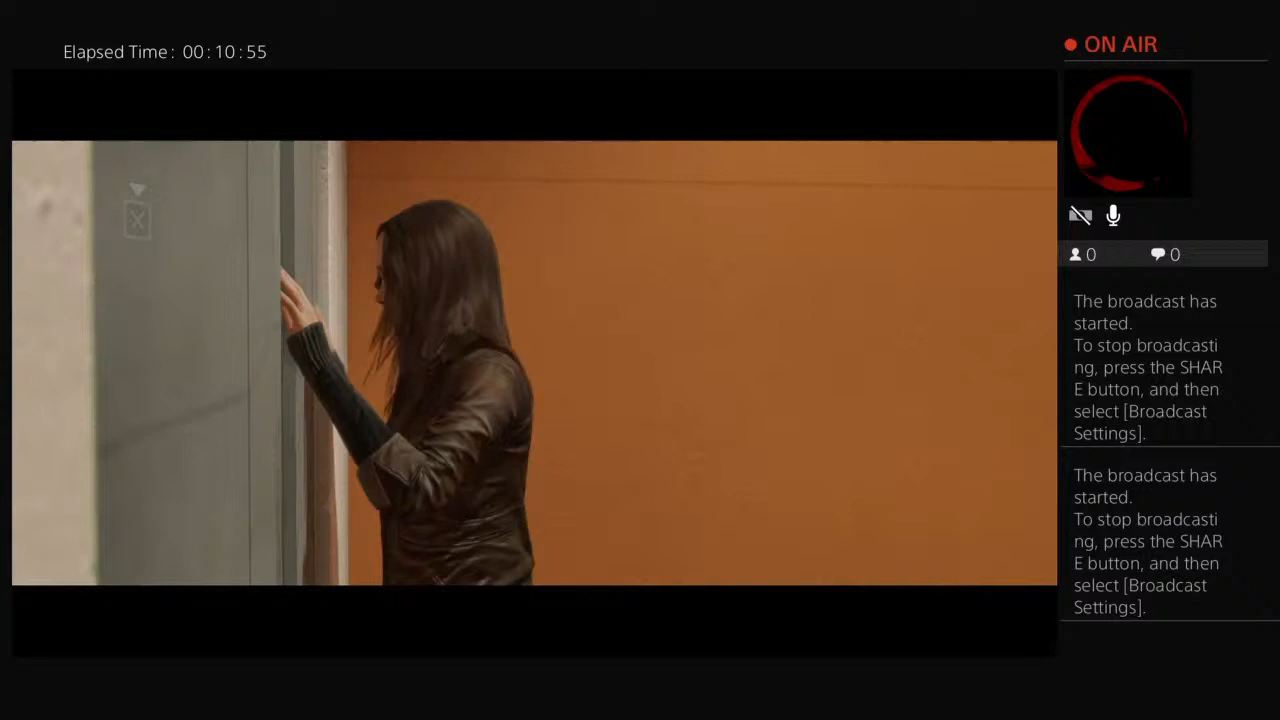 Elapsed Time: 00:10:55
ON AIR
0 0
The broadcast has
started.
To stop broadcasti
ng, press the SHAR
E button, and then
select [Broadcast
Settings].
The broadcast has
started.
To stop broadcasti
ng, press the SHAR
E button, and then
select [Broadcast
Settings].